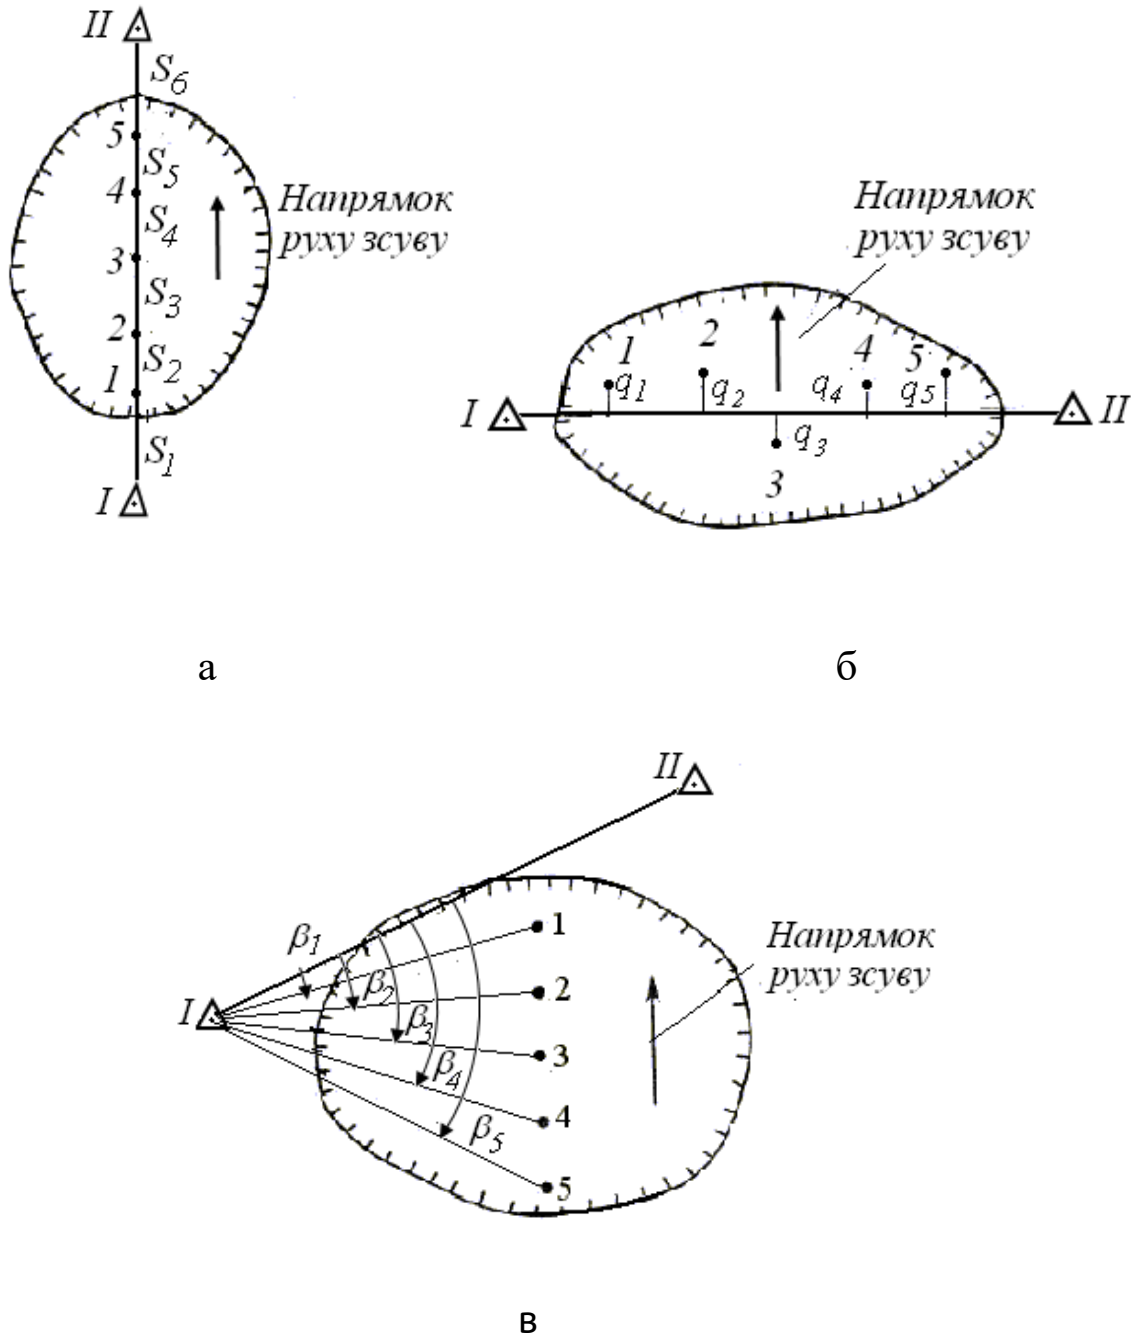 II
S6
5
S5
4
S4
3
S3
2
S2
1
S1
I
Напрямок
руху зсуву
Напрямок
руху зсуву
1
2
4
5
q1
q2
q4
q5
I
II
q3
3
а
б
II
I
β1
β2
β3
β4
β5
1
2
3
4
5
Напрямок
руху зсуву
в